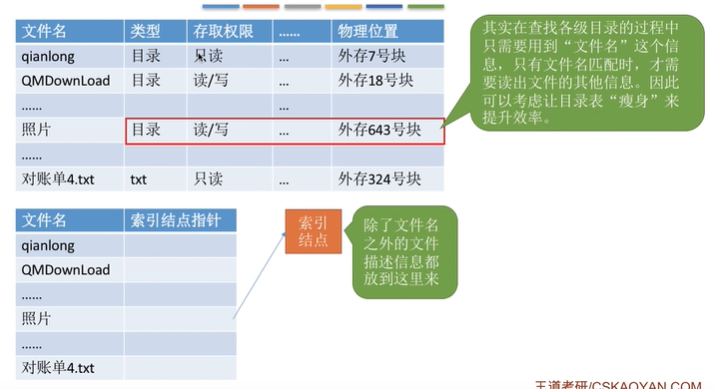 文件名 类型 存取权限 …… 物理位置
qianlong 目录 只读 ... 外存7号块
QMDownLoad 目录 读/写 ... 外存18号块
…… ...
照片 目录 读/写 ... 外存643号块
……
对账单4.txt txt 只读 ... 外存324号块
其实在查找各级目录的过程中
只需要用到“文件名”这个信
息，只有文件名匹配时，才需
要读出文件的其他信息。因此
可以考虑让目录表“瘦身”来
提升效率。
文件名 索引结点指针
qianlong
QMDownLoad
……
照片
……
对账单4.txt
索引
结点
除了文件名
之外的文件
描述信息都
放到这里来
王道考研/CSKAOYAN.COM